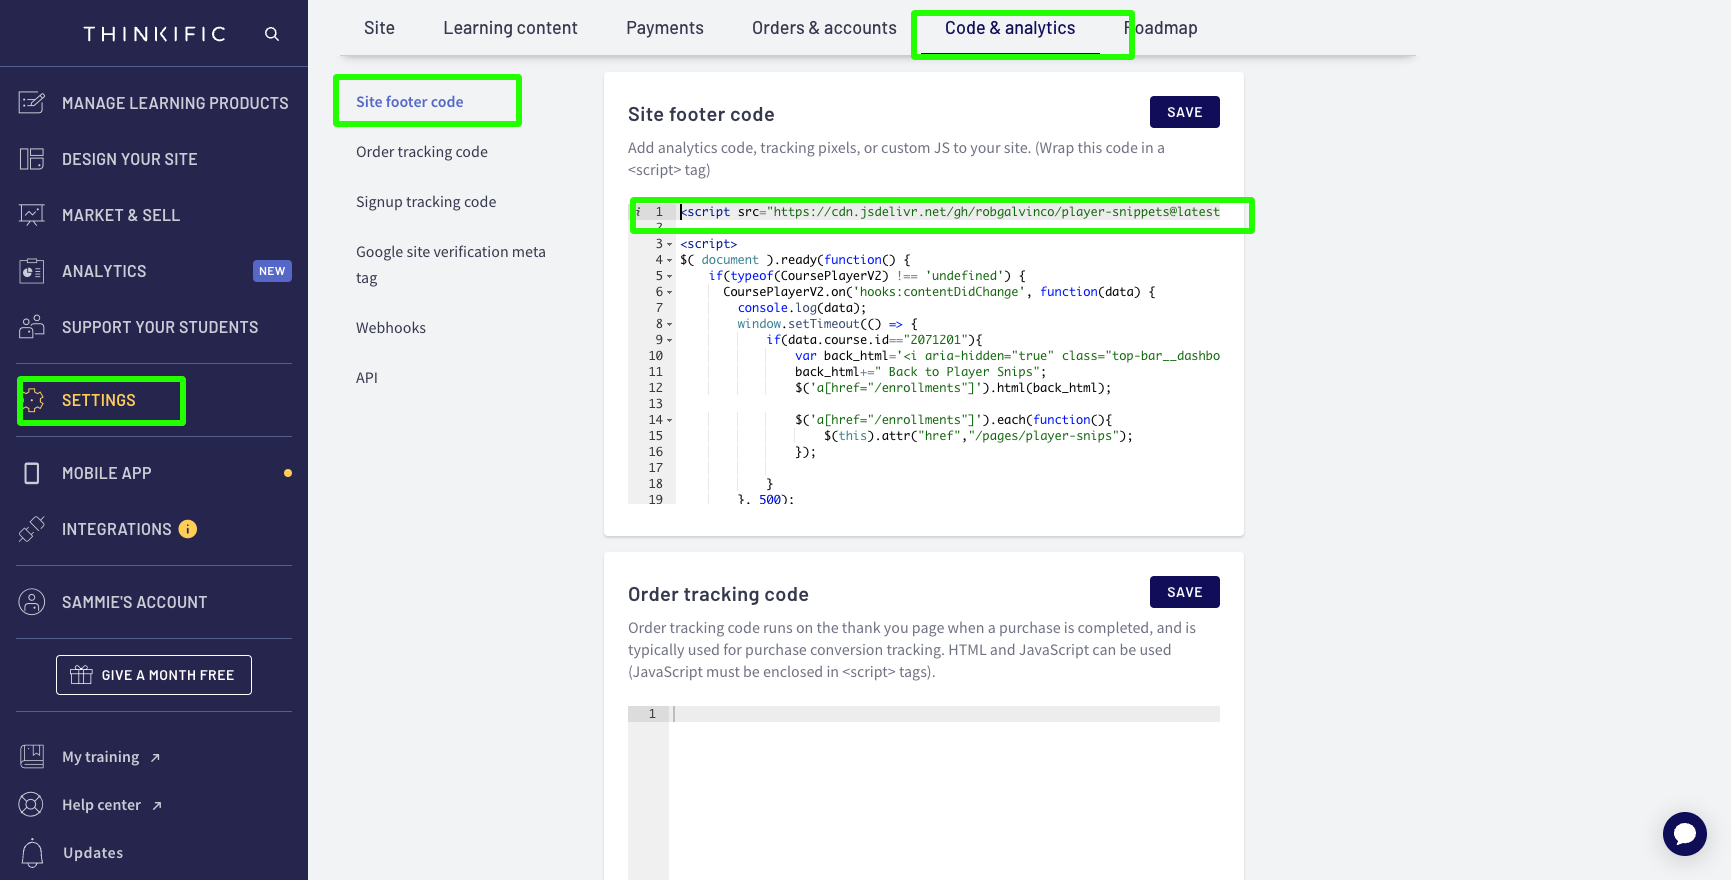 THINKIFIC
MANAGE LEARNING PRODUCTS
DESIGN YOUR SITE
MARKET & SELL
ANALYTICS NEW
SUPPORT YOUR STUDENTS
SETTINGS
MOBILE APP
INTEGRATIONS i
SAMMIE'S ACCOUNT
GIVE A MONTH FREE
My training ↗
Help center ↗
Updates
Site Learning content Payments Orders & accounts Code & analytics Roadmap
Site footer code
Order tracking code
Signup tracking code
Google site verification meta
tag
Webhooks
API
Site footer code SAVE
Add analytics code, tracking pixels, or custom JS to your site. (Wrap this code in a
<script> tag)
i 1 <script src="https://cdn.jsdelivr.net/gh/robgalvinco/player-snippets@latest
2
3 <script>
4 $( document ).ready(function() {
5 if(typeof(CoursePlayerV2) !== 'undefined') {
6 CoursePlayerV2.on('hooks:contentDidChange', function(data) {
7 console.log(data);
8 window.setTimeout(() => {
9 if(data.course.id=="2071201"){
10 var back_html='<i aria-hidden="true" class="top-bar__dashbo
11 back_html+=" Back to Player Snips";
12 $('a[href="/enrollments"]').html(back_html);
13
14 $('a[href="/enrollments"]').each(function(){
15 $(this).attr("href","/pages/player-snips");
16 });
17
18 }
19 }, 500);
Order tracking code SAVE
Order tracking code runs on the thank you page when a purchase is completed, and is
typically used for purchase conversion tracking. HTML and JavaScript can be used
(JavaScript must be enclosed in <script> tags).
1